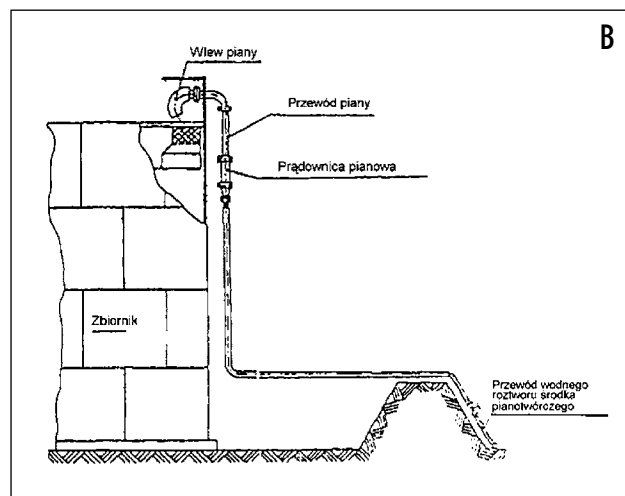 B
Wlew piany
Przewód piany
Prądownica pianowa
Zbiornik
Przewód wodnego
roztworu środka
pianotwórczego